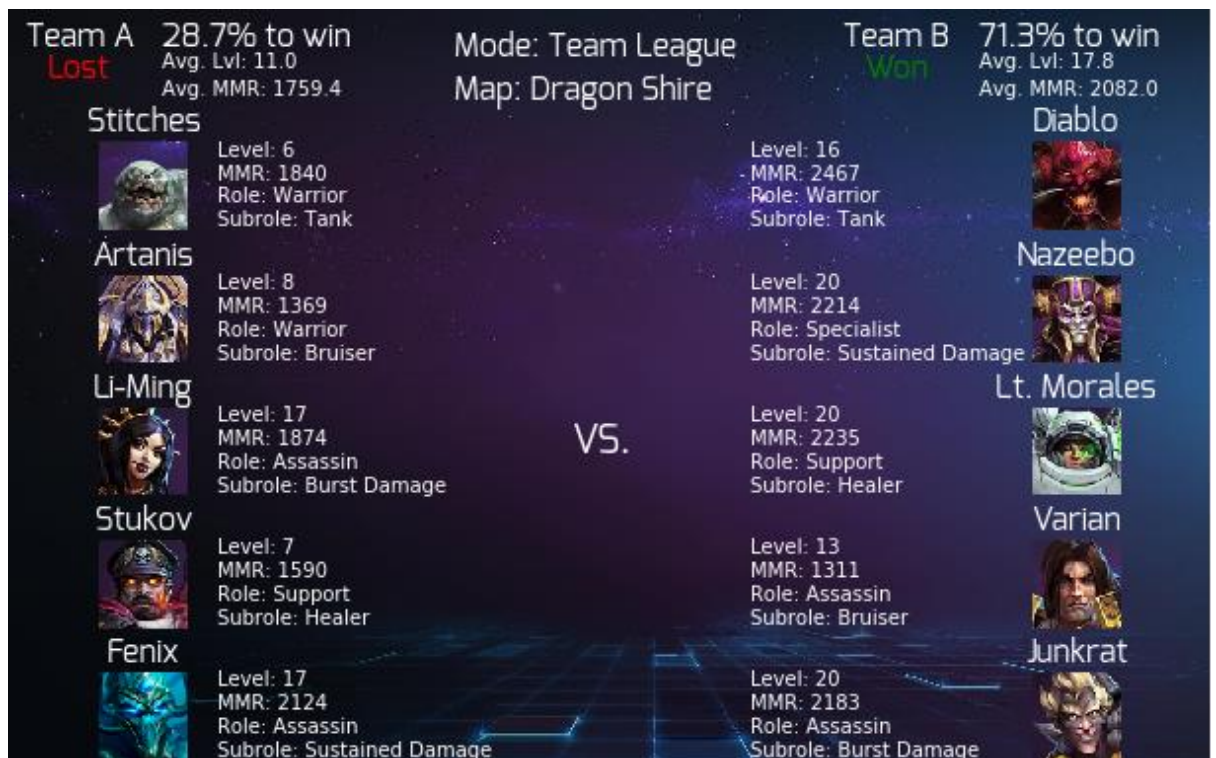 Team A 28.7% to win
Lost Avg. Lvl: 11.0
Avg. MMR: 1759.4
Mode: Team League
Map: Dragon Shire
Team B 71.3% to win
Won Avg. Lvl: 17.8
Avg. MMR: 2082.0
Stitches
Level: 6
MMR: 1840
Role: Warrior
Subrole: Tank
Artanis
Level: 8
MMR: 1369
Role: Warrior
Subrole: Bruiser
Li-Ming
Level: 17
MMR: 1874
Role: Assassin
Subrole: Burst Damage
Stukov
Level: 7
MMR: 1590
Role: Support
Subrole: Healer
Fenix
Level: 17
MMR: 2124
Role: Assassin
Subrole: Sustained Damage
VS.
Diablo
Level: 16
MMR: 2467
Role: Warrior
Subrole: Tank
Nazeebo
Level: 20
MMR: 2214
Role: Specialist
Subrole: Sustained Damage
Lt. Morales
Level: 20
MMR: 2235
Role: Support
Subrole: Healer
Varian
Level: 13
MMR: 1311
Role: Assassin
Subrole: Bruiser
Junkrat
Level: 20
MMR: 2183
Role: Assassin
Subrole: Burst Damage